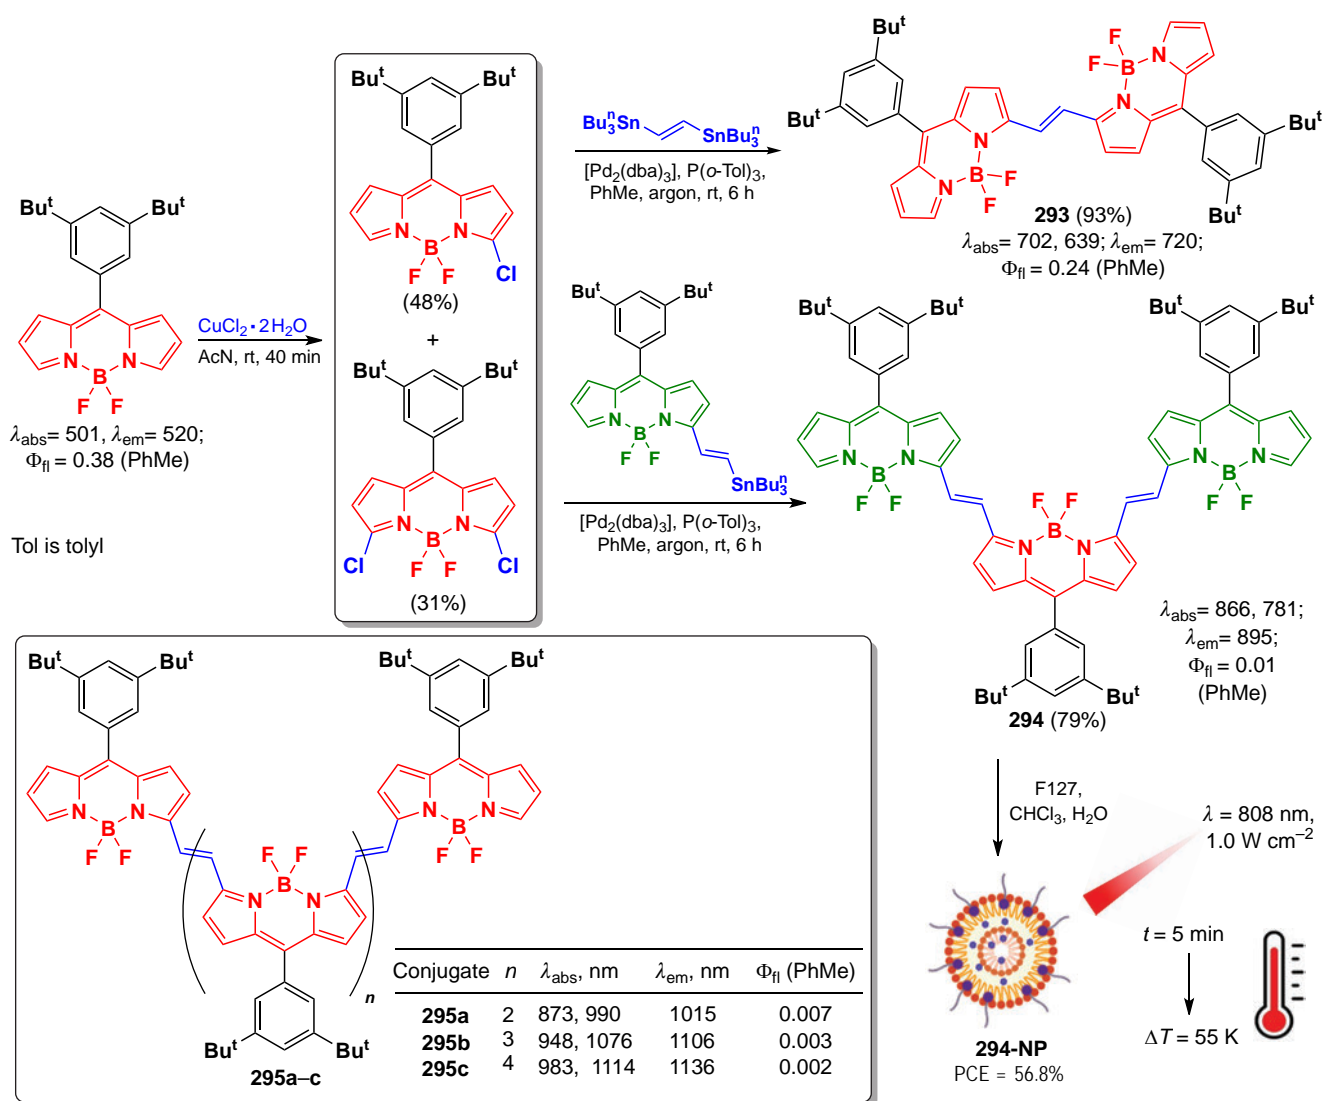 Buᵗ Buᵗ
B
N N
F F
λabs = 501, λem = 520;
Φfl = 0.38 (PhMe)
Tol is tolyl
CuCl2 · 2 H2O
AcN, rt, 40 min
Buᵗ Buᵗ
N N
B
F F
Cl
(48%)
+
Buᵗ Buᵗ
N N
B
Cl F F Cl
(31%)
Bu₃ⁿSn
SnBu₃ⁿ
[Pd2(dba)3], P(o-Tol)3,
PhMe, argon, rt, 6 h
Buᵗ
Buᵗ
N
N B F
F
F
F B N
N
Buᵗ
Buᵗ
293 (93%)
λabs = 702, 639; λem = 720;
Φfl = 0.24 (PhMe)
Buᵗ Buᵗ
N N
B
F F
SnBu₃ⁿ
[Pd2(dba)3], P(o-Tol)3,
PhMe, argon, rt, 6 h
Buᵗ Buᵗ Buᵗ Buᵗ
N N N N
B B
F F F F
F F
B
N N
Buᵗ Buᵗ
294 (79%)
λabs = 866, 781;
λem = 895;
Φfl = 0.01
(PhMe)
F127,
CHCl3, H2O
λ = 808 nm,
1.0 W cm⁻²
t = 5 min
ΔT = 55 K
294-NP
PCE = 56.8%
Buᵗ Buᵗ Buᵗ Buᵗ
N N N N
B B
F F F F
F F
B
N N
n
Buᵗ Buᵗ
295a–c
Conjugate n λabs, nm λem, nm Φfl (PhMe)
295a 2 873, 990 1015 0.007
295b 3 948, 1076 1106 0.003
295c 4 983, 1114 1136 0.002